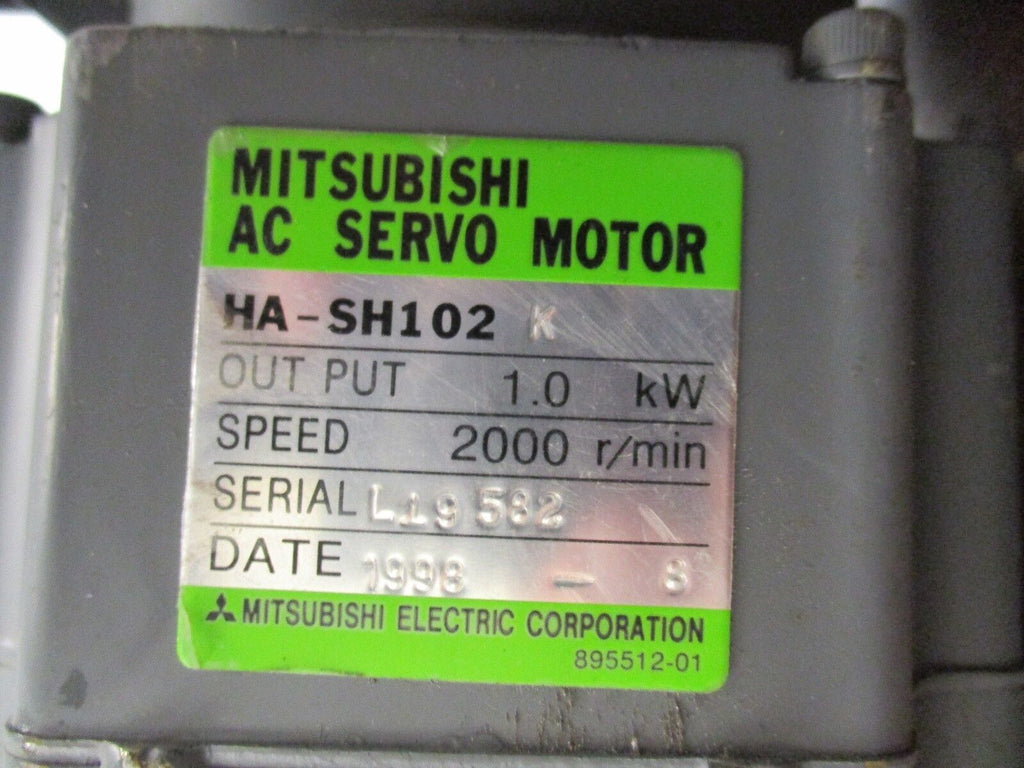 MITSUBISHI
AC SERVO MOTOR
HA-SH102 K
OUT PUT 1.0 kW
SPEED 2000 r/min
SERIAL L19582
DATE 1998 - 8
MITSUBISHI ELECTRIC CORPORATION
895512-01